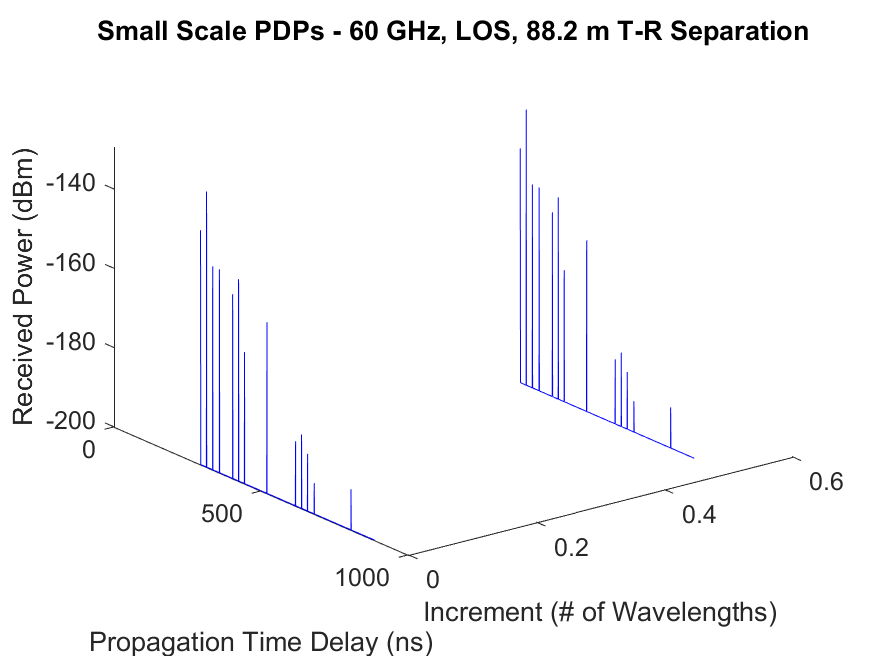 Small Scale PDPs - 60 GHz, LOS, 88.2 m T-R Separation
Received Power (dBm)
-140
-160
-180
-200
0
500
1000
Propagation Time Delay (ns)
0
0.2
0.4
0.6
Increment (# of Wavelengths)